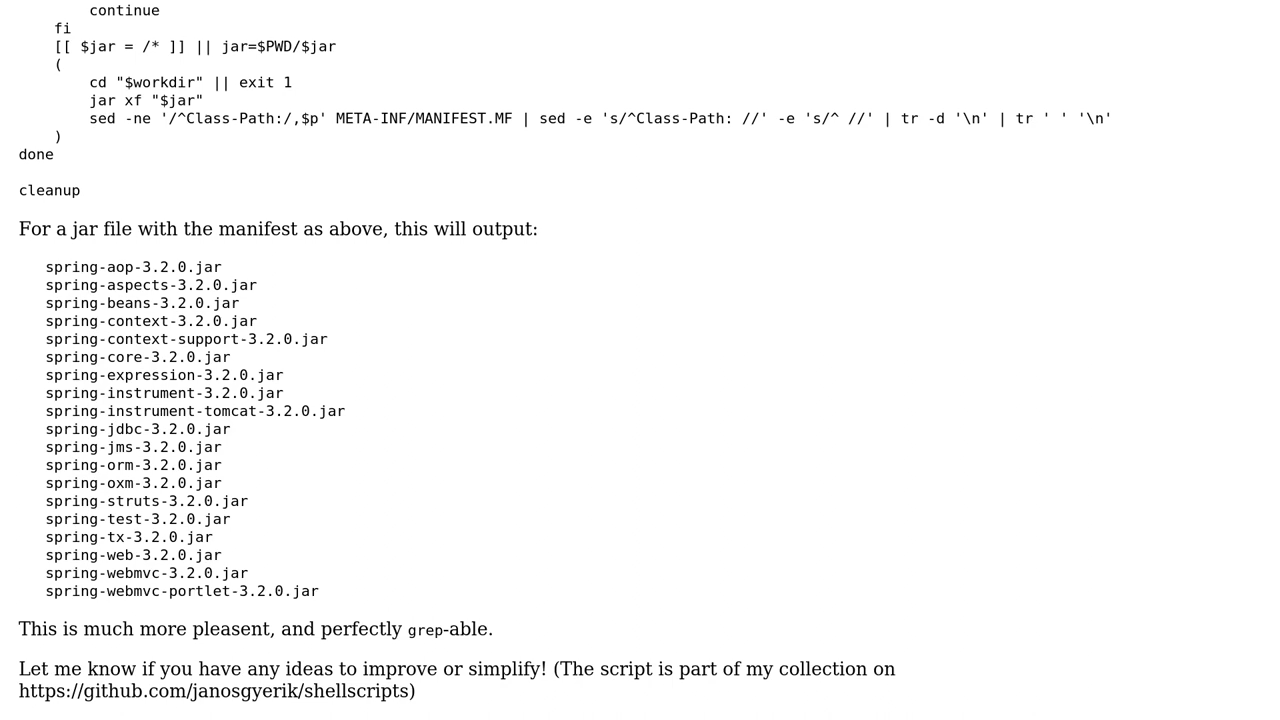 continue
    fi
    [[ $jar = /* ]] || jar=$PWD/$jar
    (
        cd "$workdir" || exit 1
        jar xf "$jar"
        sed -ne '/^Class-Path:/,$p' META-INF/MANIFEST.MF | sed -e 's/^Class-Path: //' -e 's/^ //' | tr -d '\n' | tr ' ' '\n'
    )
done
cleanup
For a jar file with the manifest as above, this will output:
spring-aop-3.2.0.jar
spring-aspects-3.2.0.jar
spring-beans-3.2.0.jar
spring-context-3.2.0.jar
spring-context-support-3.2.0.jar
spring-core-3.2.0.jar
spring-expression-3.2.0.jar
spring-instrument-3.2.0.jar
spring-instrument-tomcat-3.2.0.jar
spring-jdbc-3.2.0.jar
spring-jms-3.2.0.jar
spring-orm-3.2.0.jar
spring-oxm-3.2.0.jar
spring-struts-3.2.0.jar
spring-test-3.2.0.jar
spring-tx-3.2.0.jar
spring-web-3.2.0.jar
spring-webmvc-3.2.0.jar
spring-webmvc-portlet-3.2.0.jar
This is much more pleasent, and perfectly grep-able.
Let me know if you have any ideas to improve or simplify! (The script is part of my collection on
https://github.com/janosgyerik/shellscripts)